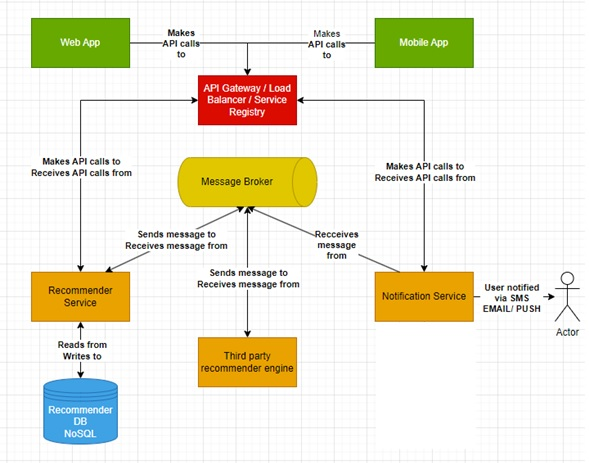 Web App
Makes
API calls
to
Makes
API calls
to
Mobile App
API Gateway / Load
Balancer / Service
Registry
Makes API calls to
Receives API calls from
Message Broker
Makes API calls to
Receives API calls from
Sends message to
Receives message from
Recceives
message
from
Sends message to
Receives message from
Recommender
Service
Notification Service
User notified
via SMS
EMAIL/ PUSH
Actor
Reads from
Writes to
Third party
recommender engine
Recommender
DB
NoSQL